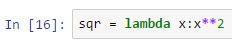 In [16]: sqr = lambda x:x**2